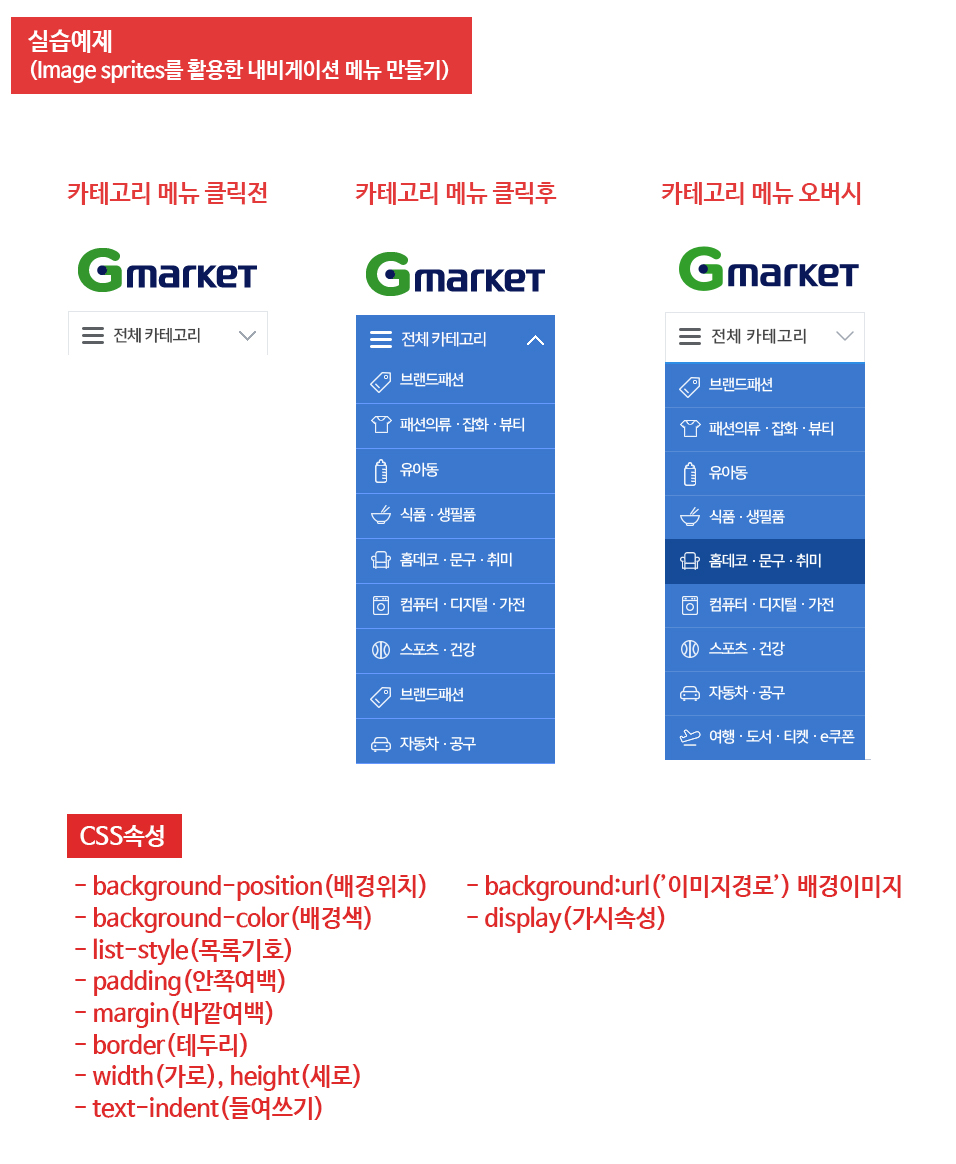 실습예제
(Image sprites를 활용한 내비게이션 메뉴 만들기)
카테고리 메뉴 클릭전
Gmarket
전체 카테고리
카테고리 메뉴 클릭후
Gmarket
전체 카테고리
브랜드패션
패션의류 · 잡화 · 뷰티
유아동
식품 · 생필품
홈데코 · 문구 · 취미
컴퓨터 · 디지털 · 가전
스포츠 · 건강
브랜드패션
자동차 · 공구
카테고리 메뉴 오버시
Gmarket
전체 카테고리
브랜드패션
패션의류 · 잡화 · 뷰티
유아동
식품 · 생필품
홈데코 · 문구 · 취미
컴퓨터 · 디지털 · 가전
스포츠 · 건강
자동차 · 공구
여행 · 도서 · 티켓 · e쿠폰
CSS속성
- background-position(배경위치)
- background-color(배경색)
- list-style(목록기호)
- padding(안쪽여백)
- margin(바깥여백)
- border(테두리)
- width(가로), height(세로)
- text-indent(들여쓰기)
- background:url(’이미지경로’) 배경이미지
- display(가시속성)